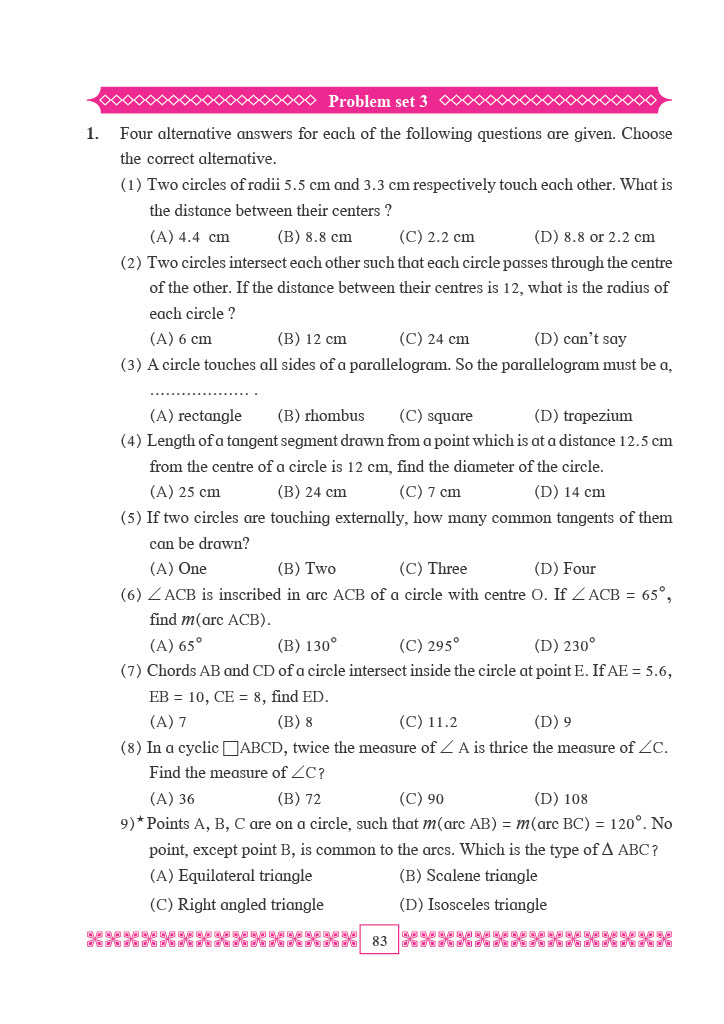 Problem set 3
1. Four alternative answers for each of the following questions are given. Choose
the correct alternative.
(1) Two circles of radii 5.5 cm and 3.3 cm respectively touch each other. What is
the distance between their centers ?
(A) 4.4 cm (B) 8.8 cm (C) 2.2 cm (D) 8.8 or 2.2 cm
(2) Two circles intersect each other such that each circle passes through the centre
of the other. If the distance between their centres is 12, what is the radius of
each circle ?
(A) 6 cm (B) 12 cm (C) 24 cm (D) can’t say
(3) A circle touches all sides of a parallelogram. So the parallelogram must be a,
................... .
(A) rectangle (B) rhombus (C) square (D) trapezium
(4) Length of a tangent segment drawn from a point which is at a distance 12.5 cm
from the centre of a circle is 12 cm, find the diameter of the circle.
(A) 25 cm (B) 24 cm (C) 7 cm (D) 14 cm
(5) If two circles are touching externally, how many common tangents of them
can be drawn?
(A) One (B) Two (C) Three (D) Four
(6) ∠ACB is inscribed in arc ACB of a circle with centre O. If ∠ACB = 65°,
find m(arc ACB).
(A) 65° (B) 130° (C) 295° (D) 230°
(7) Chords AB and CD of a circle intersect inside the circle at point E. If AE = 5.6,
EB = 10, CE = 8, find ED.
(A) 7 (B) 8 (C) 11.2 (D) 9
(8) In a cyclic □ABCD, twice the measure of ∠ A is thrice the measure of ∠C.
Find the measure of ∠C?
(A) 36 (B) 72 (C) 90 (D) 108
9)★Points A, B, C are on a circle, such that m(arc AB) = m(arc BC) = 120°. No
point, except point B, is common to the arcs. Which is the type of Δ ABC?
(A) Equilateral triangle (B) Scalene triangle
(C) Right angled triangle (D) Isosceles triangle
83